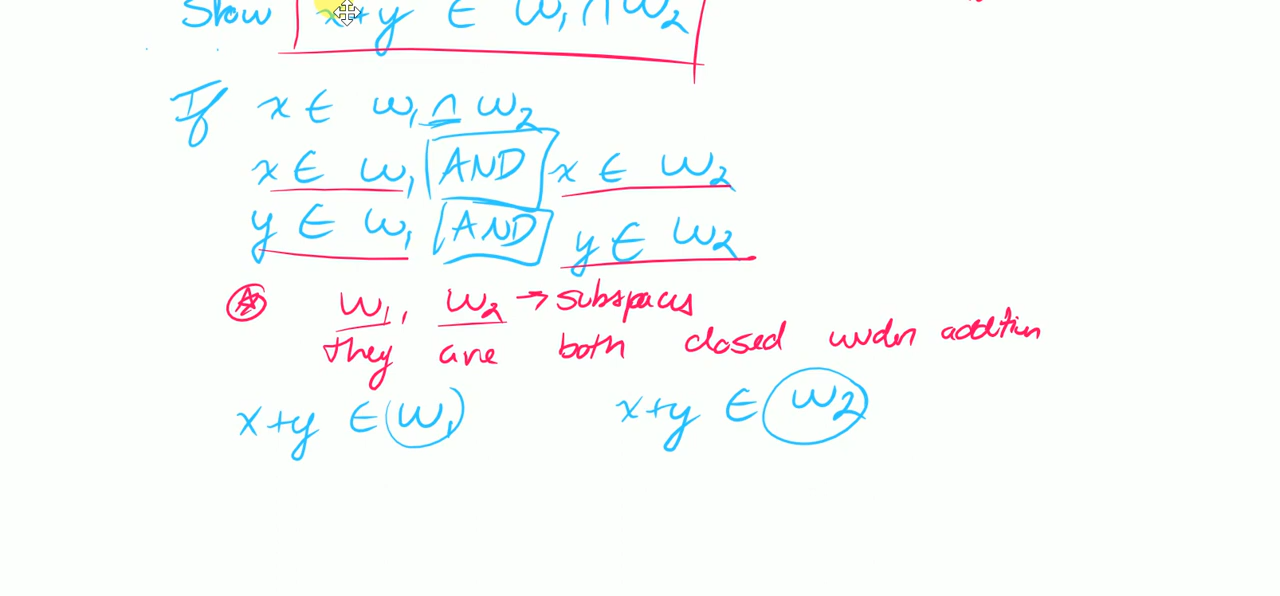 Show x+y ∈ W₁ ∩ W₂
If x ∈ W₁ ∩ W₂
x ∈ W₁ AND x ∈ W₂
y ∈ W₁ AND y ∈ W₂
W₁, W₂ → subspaces
they are both closed under addition
x+y ∈ W₁ x+y ∈ W₂